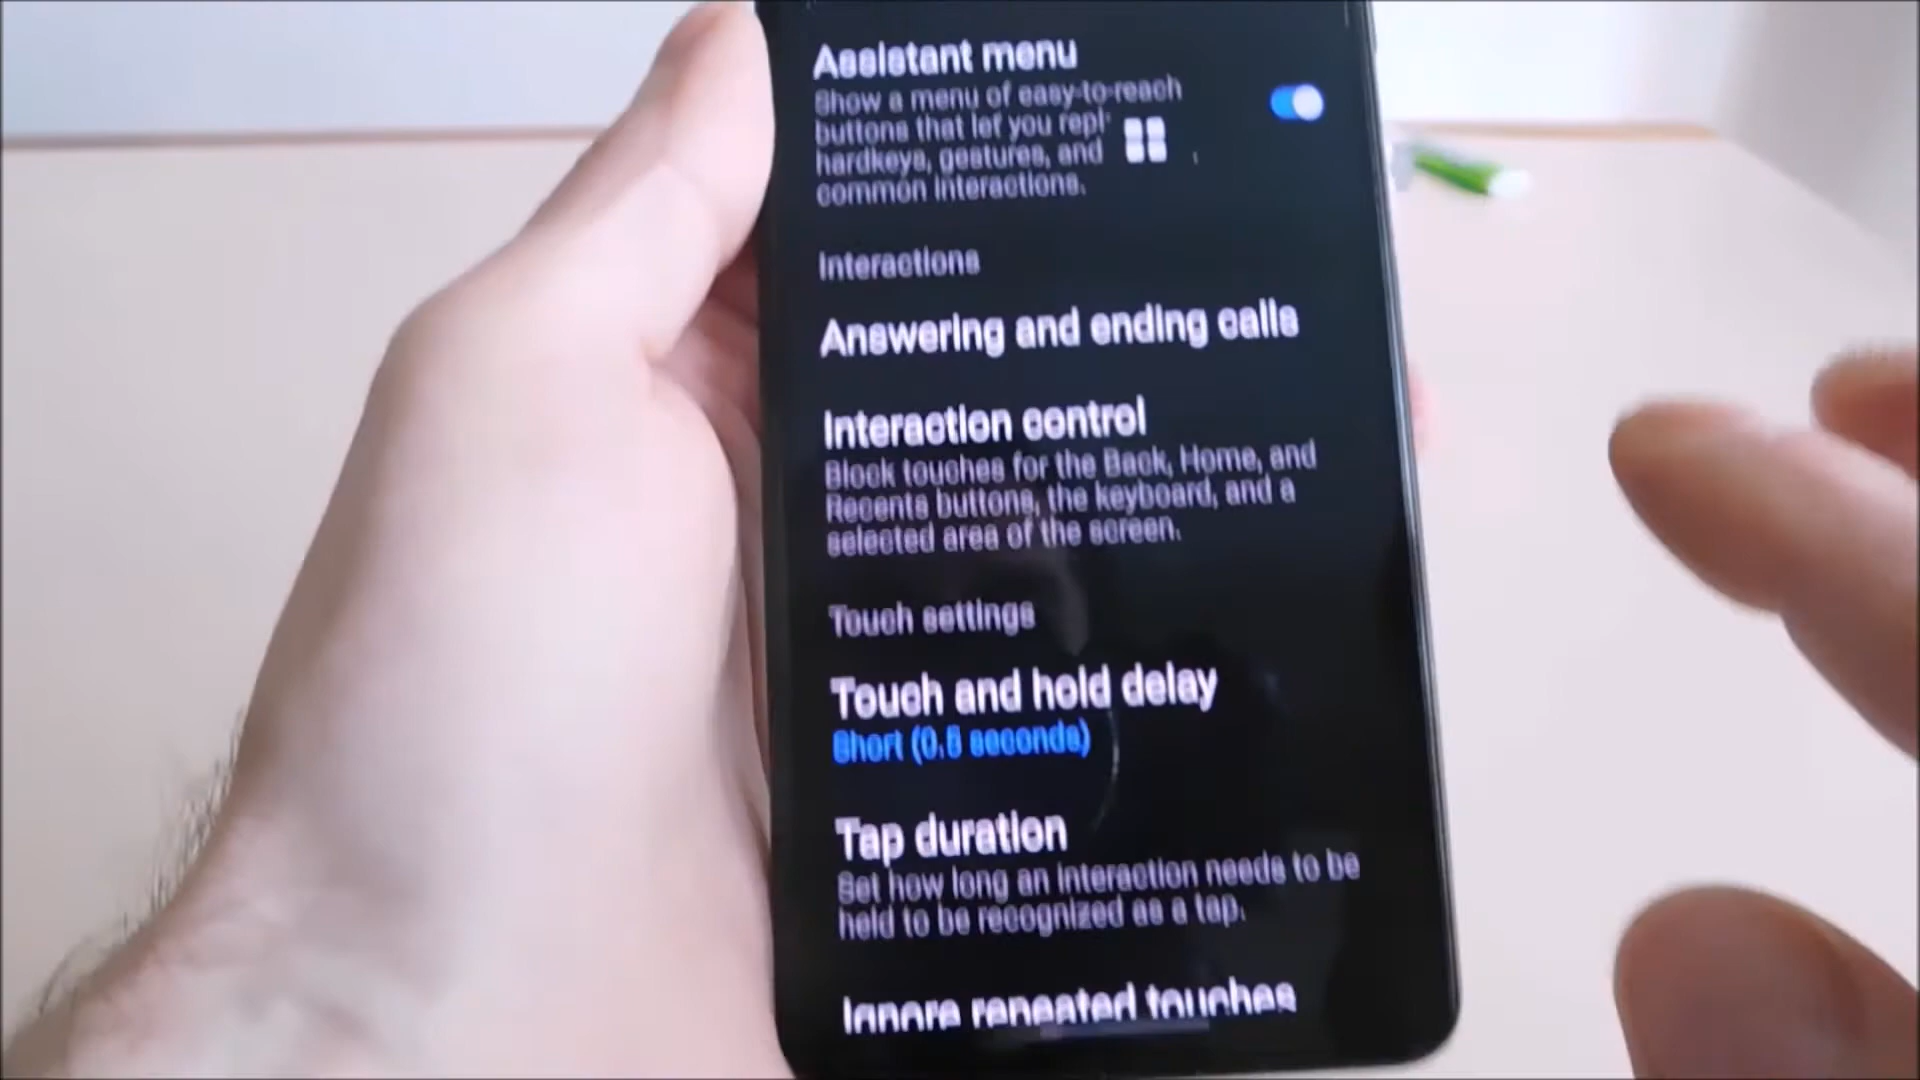 Assistant menu
Show a menu of easy-to-reach
buttons that let you repl
hardkeys, gestures, and
common interactions.
Interactions
Answering and ending calls
Interaction control
Block touches for the Back, Home, and
Recents buttons, the keyboard, and a
selected area of the screen.
Touch settings
Touch and hold delay
Short (0.5 seconds)
Tap duration
Set how long an interaction needs to be
held to be recognized as a tap.
Ignore repeated touches